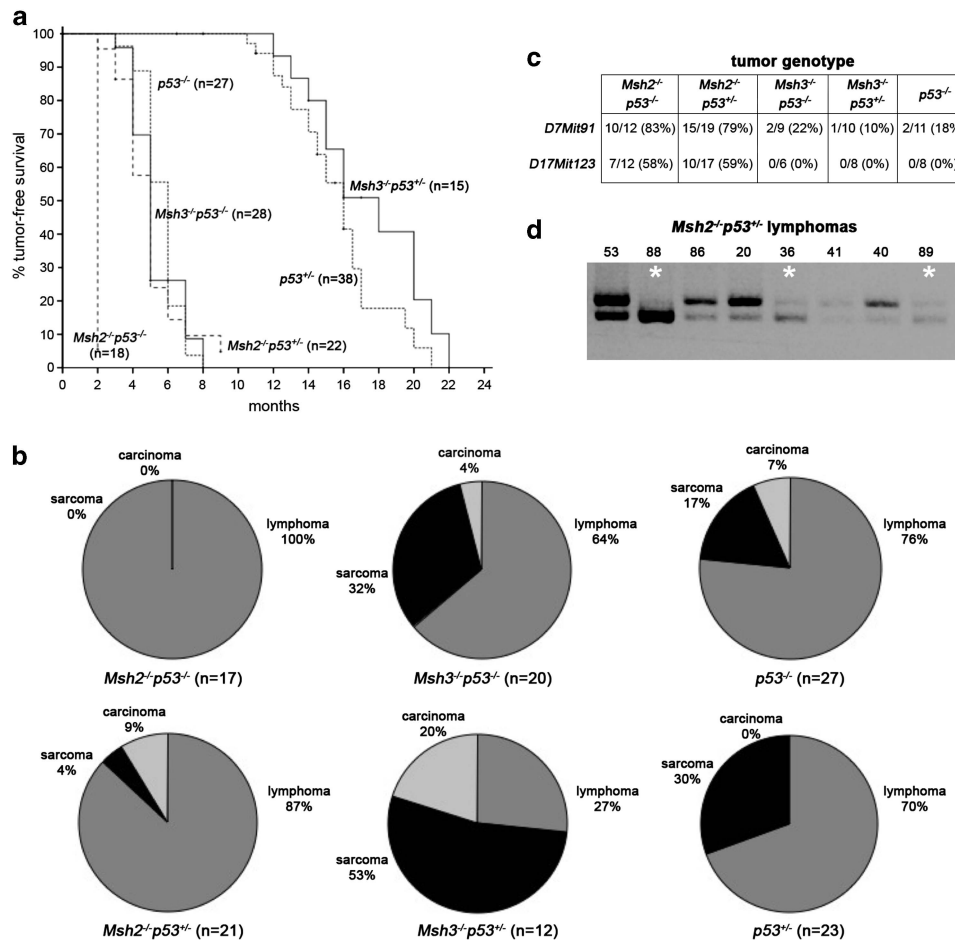 a
100
90
80
70
60
50
40
30
20
10
0
% tumor-free survival
p53-/- (n=27)
Msh3-/-p53+/- (n=15)
Msh3-/-p53-/- (n=28)
p53+/- (n=38)
Msh2-/-p53-/-
(n=18)
Msh2-/-p53+/- (n=22)
0 2 4 6 8 10 12 14 16 18 20 22 24
months
c
tumor genotype
Msh2-/- Msh2-/- Msh3-/- Msh3-/- p53-/-
p53-/- p53+/- p53-/- p53+/-
D7Mit91 10/12 (83%) 15/19 (79%) 2/9 (22%) 1/10 (10%) 2/11 (18%
D17Mit123 7/12 (58%) 10/17 (59%) 0/6 (0%) 0/8 (0%) 0/8 (0%)
d
Msh2-/-p53+/- lymphomas
53 88 86 20 36 41 40 89
* * *
b
carcinoma
0%
sarcoma
0%
lymphoma
100%
Msh2-/-p53-/- (n=17)
carcinoma
4%
lymphoma
64%
sarcoma
32%
Msh3-/-p53-/- (n=20)
carcinoma
7%
sarcoma
17%
lymphoma
76%
p53-/- (n=27)
carcinoma
9%
sarcoma
4%
lymphoma
87%
Msh2-/-p53+/- (n=21)
carcinoma
20%
lymphoma
27%
sarcoma
53%
Msh3-/-p53+/- (n=12)
carcinoma
0%
sarcoma
30%
lymphoma
70%
p53+/- (n=23)